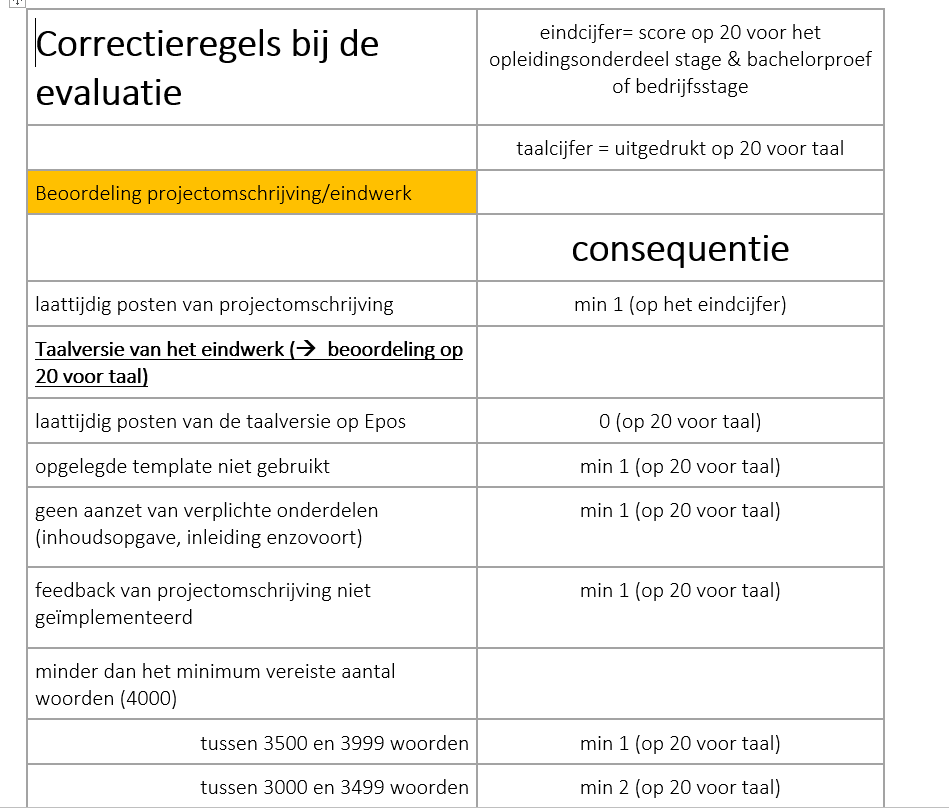 Correctieregels bij de
evaluatie
eindcijfer= score op 20 voor het
opleidingsonderdeel stage & bachelorproef
of bedrijfsstage
taalcijfer = uitgedrukt op 20 voor taal
Beoordeling projectomschrijving/eindwerk
consequentie
laattijdig posten van projectomschrijving
min 1 (op het eindcijfer)
Taalversie van het eindwerk (→ beoordeling op
20 voor taal)
laattijdig posten van de taalversie op Epos
0 (op 20 voor taal)
opgelegde template niet gebruikt
min 1 (op 20 voor taal)
geen aanzet van verplichte onderdelen
(inhoudsopgave, inleiding enzovoort)
min 1 (op 20 voor taal)
feedback van projectomschrijving niet
geïmplementeerd
min 1 (op 20 voor taal)
minder dan het minimum vereiste aantal
woorden (4000)
tussen 3500 en 3999 woorden
min 1 (op 20 voor taal)
tussen 3000 en 3499 woorden
min 2 (op 20 voor taal)